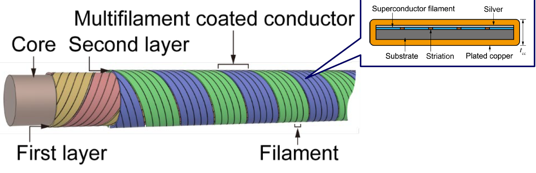 Multifilament coated conductor
Core
Second layer
First layer
Filament
Superconductor filament
Silver
Substrate
Striation
Plated copper